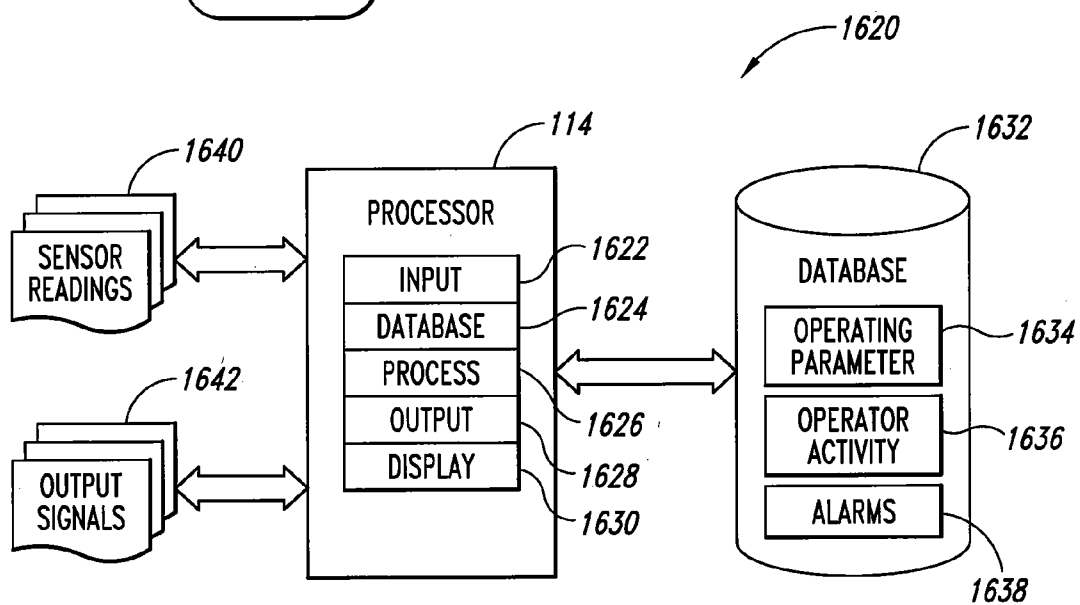 1620
114
1632
1640
PROCESSOR
SENSOR
READINGS
INPUT
1622
DATABASE
1624
PROCESS
1626
OUTPUT
1628
DISPLAY
1630
1642
OUTPUT
SIGNALS
DATABASE
OPERATING
PARAMETER
1634
OPERATOR
ACTIVITY
1636
ALARMS
1638